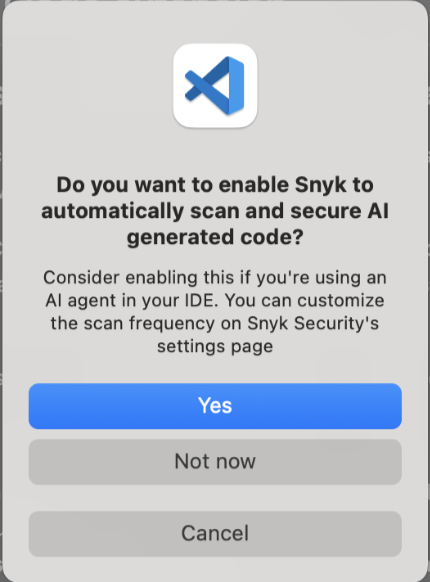 Do you want to enable Snyk to
automatically scan and secure AI
generated code?
Consider enabling this if you're using an
AI agent in your IDE. You can customize
the scan frequency on Snyk Security's
settings page
Yes
Not now
Cancel